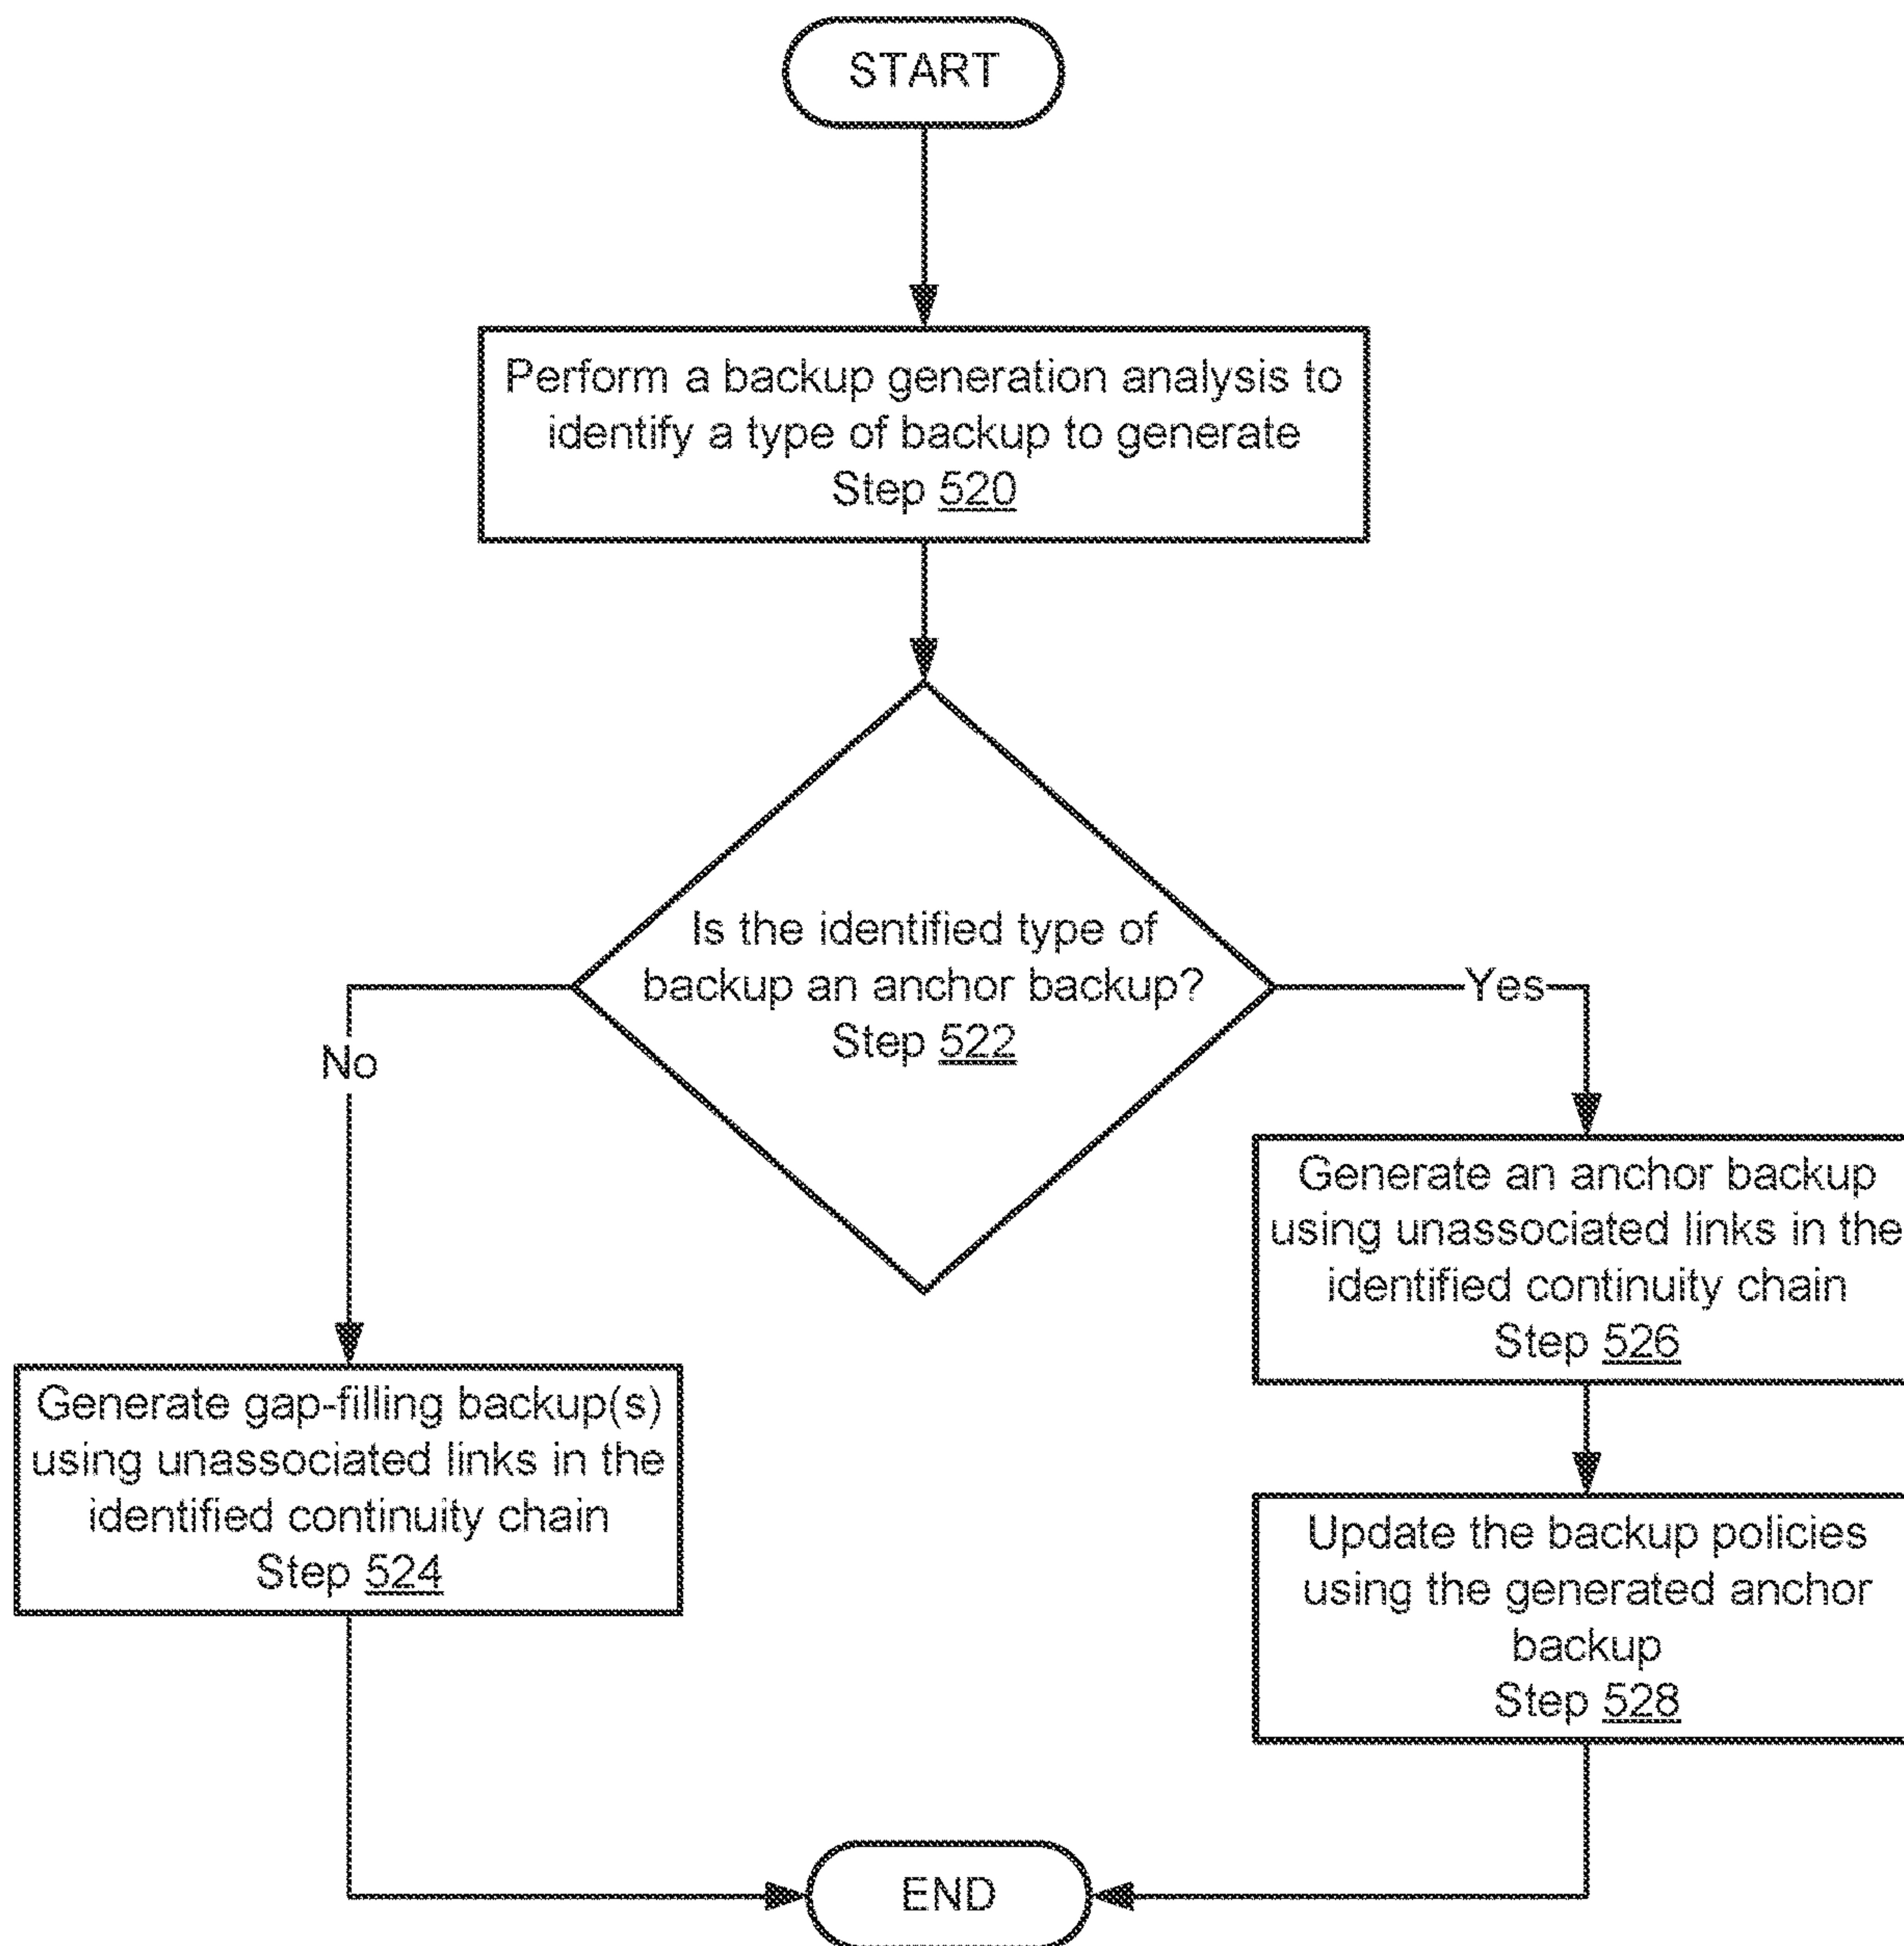 START
Perform a backup generation analysis to
identify a type of backup to generate
Step 520
Is the identified type of
backup an anchor backup?
Step 522
No
Yes
Generate an anchor backup
using unassociated links in the
identified continuity chain
Step 526
Generate gap-filling backup(s)
using unassociated links in the
identified continuity chain
Step 524
Update the backup policies
using the generated anchor
backup
Step 528
END